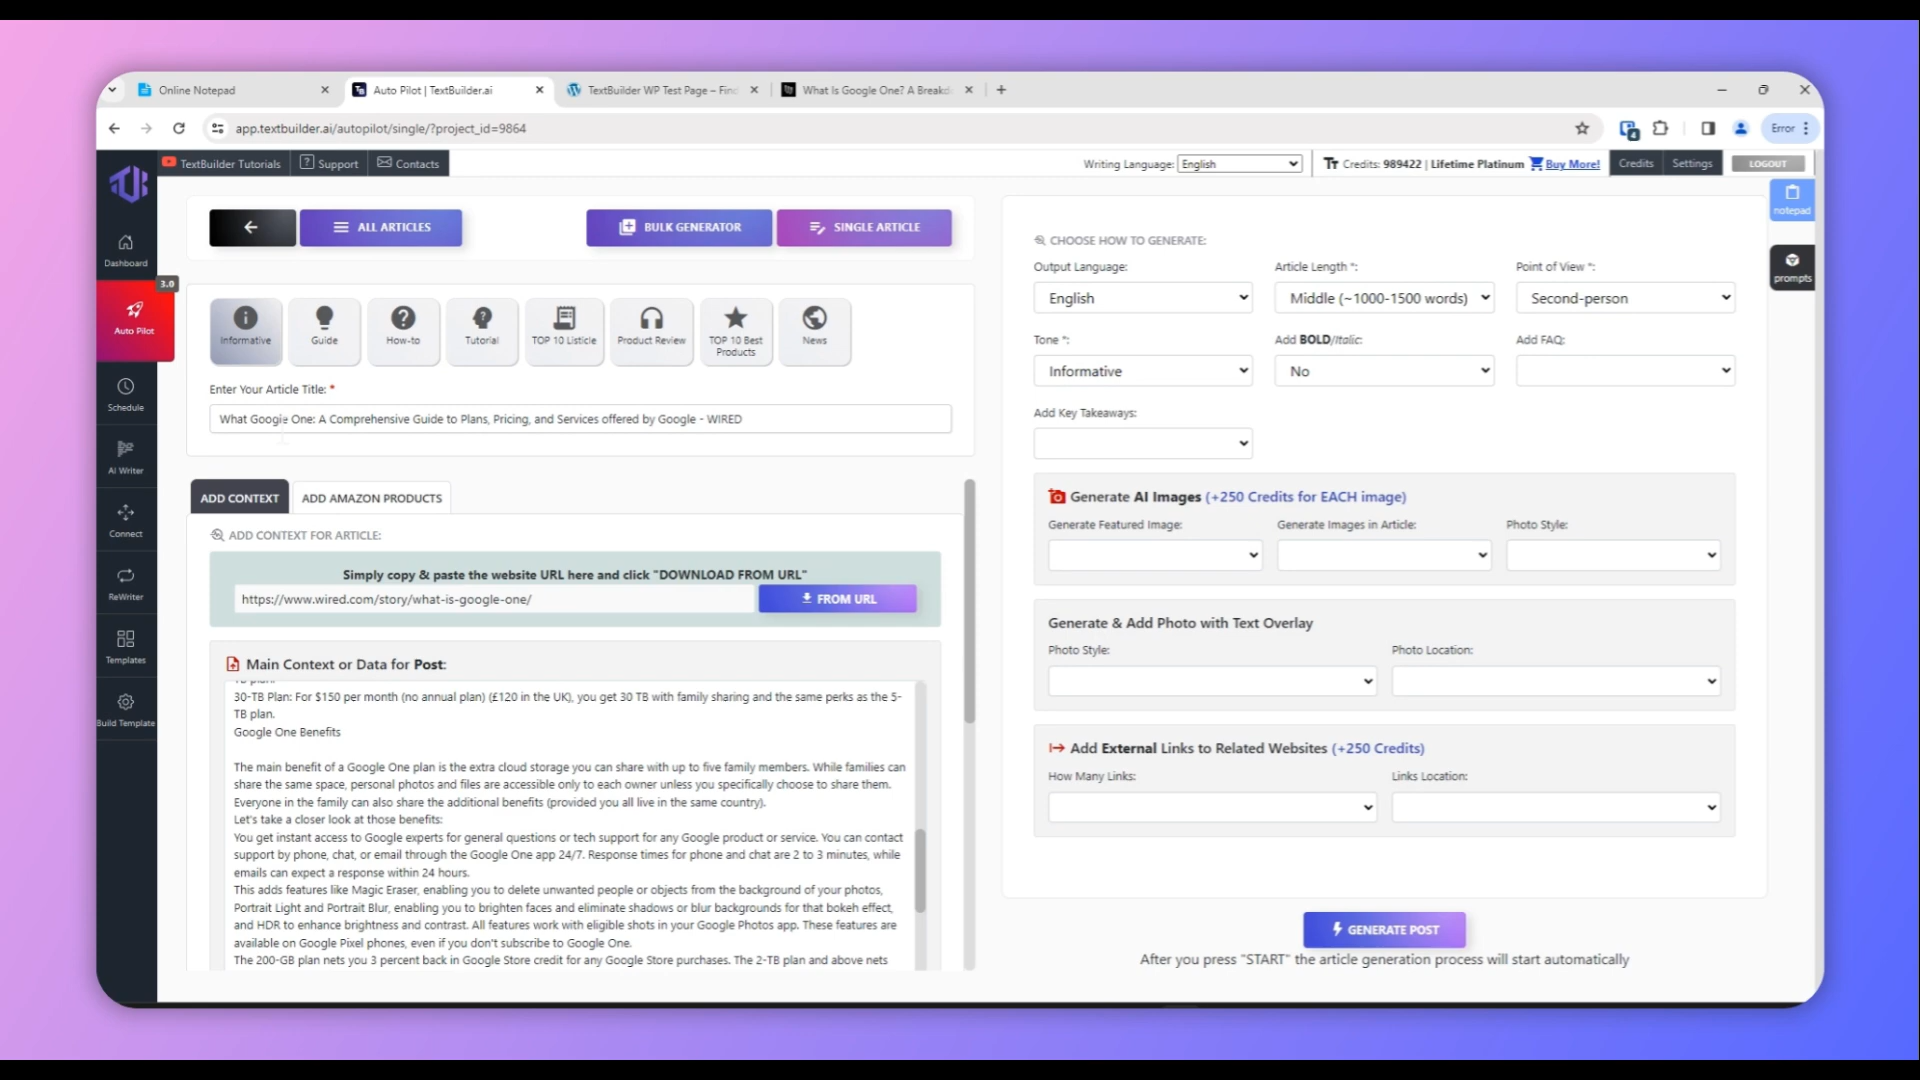 Online Notepad
Auto Pilot | TextBuilder.ai
TextBuilder WP Test Page – Find
What Is Google One? A Breakdo
app.textbuilder.ai/autopilot/single/?project_id=9864
4
Error
TextBuilder Tutorials
Support
Contacts
Writing Language: English
Tт Credits: 989422 | Lifetime Platinum Buy More!
Credits
Settings
LOGOUT
notepad
prompts
Dashboard
3.0
Auto Pilot
Schedule
AI Writer
Connect
ReWriter
Templates
Build Template
ALL ARTICLES
BULK GENERATOR
SINGLE ARTICLE
Informative
Guide
How-to
Tutorial
TOP 10 Listicle
Product Review
TOP 10 Best
Products
News
Enter Your Article Title: *
What Google One: A Comprehensive Guide to Plans, Pricing, and Services offered by Google - WIRED
ADD CONTEXT
ADD AMAZON PRODUCTS
ADD CONTEXT FOR ARTICLE:
Simply copy & paste the website URL here and click "DOWNLOAD FROM URL"
https://www.wired.com/story/what-is-google-one/
FROM URL
Main Context or Data for Post:
TB plan.
30-TB Plan: For $150 per month (no annual plan) (£120 in the UK), you get 30 TB with family sharing and the same perks as the 5-
TB plan.
Google One Benefits
The main benefit of a Google One plan is the extra cloud storage you can share with up to five family members. While families can
share the same space, personal photos and files are accessible only to each owner unless you specifically choose to share them.
Everyone in the family can also share the additional benefits (provided you all live in the same country).
Let's take a closer look at those benefits:
You get instant access to Google experts for general questions or tech support for any Google product or service. You can contact
support by phone, chat, or email through the Google One app 24/7. Response times for phone and chat are 2 to 3 minutes, while
emails can expect a response within 24 hours.
This adds features like Magic Eraser, enabling you to delete unwanted people or objects from the background of your photos,
Portrait Light and Portrait Blur, enabling you to brighten faces and eliminate shadows or blur backgrounds for that bokeh effect,
and HDR to enhance brightness and contrast. All features work with eligible shots in your Google Photos app. These features are
available on Google Pixel phones, even if you don't subscribe to Google One.
The 200-GB plan nets you 3 percent back in Google Store credit for any Google Store purchases. The 2-TB plan and above nets
CHOOSE HOW TO GENERATE:
Output Language:
Article Length *:
Point of View *:
English
Middle (~1000-1500 words)
Second-person
Tone *:
Add BOLD/Italic:
Add FAQ:
Informative
No
Add Key Takeaways:
Generate AI Images (+250 Credits for EACH image)
Generate Featured Image:
Generate Images in Article:
Photo Style:
Generate & Add Photo with Text Overlay
Photo Style:
Photo Location:
Add External Links to Related Websites (+250 Credits)
How Many Links:
Links Location:
GENERATE POST
After you press "START" the article generation process will start automatically